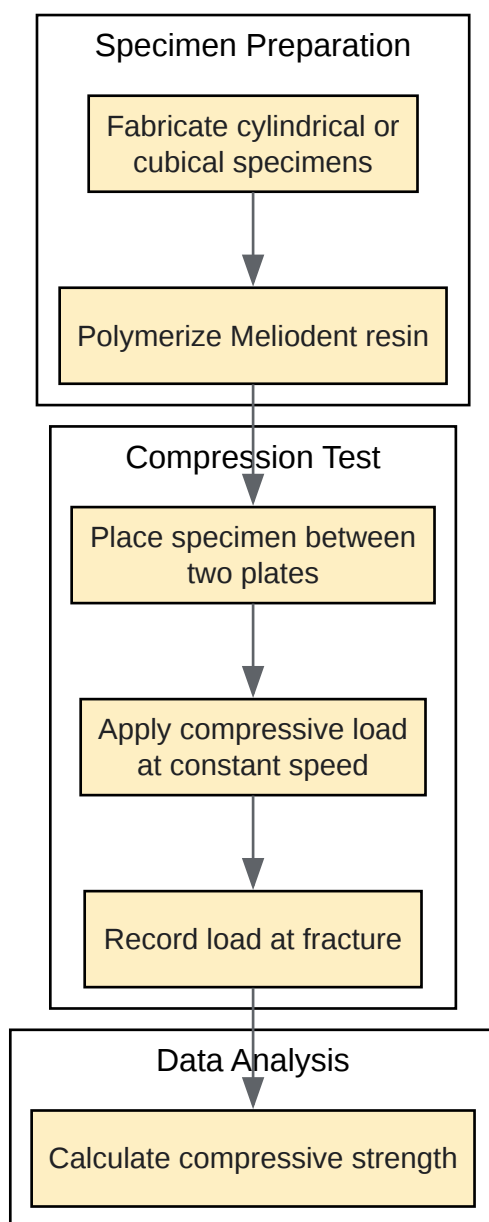 Specimen Preparation
Fabricate cylindrical or
cubical specimens
Polymerize Meliodent resin
Compression Test
Place specimen between
two plates
Apply compressive load
at constant speed
Record load at fracture
Data Analysis
Calculate compressive strength